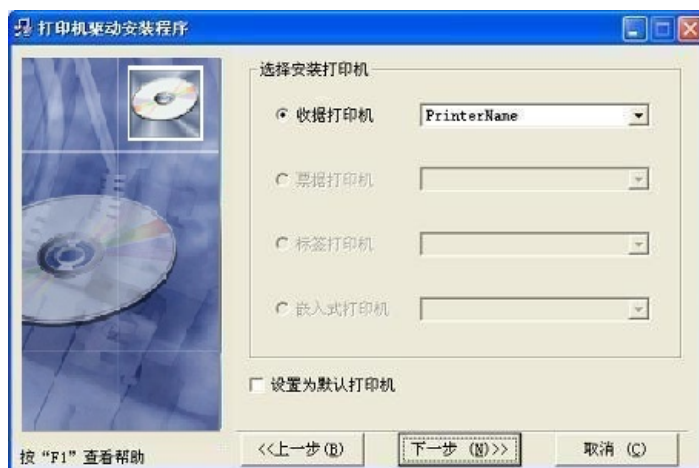 打印机驱动安装程序
选择安装打印机
收据打印机 PrinterName
票据打印机
标签打印机
嵌入式打印机
设置为默认打印机
按 “F1” 查看帮助
<<上一步(B) 下一步 (N)>> 取消 (C)